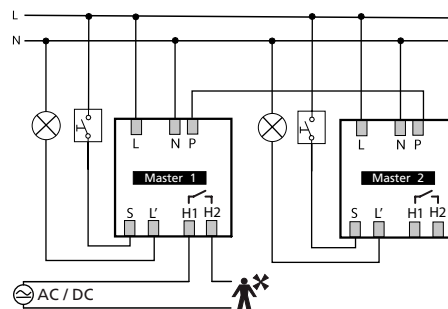 L
N
L N P
L N P
Master 1
Master 2
S L' H1 H2
S L' H1 H2
AC / DC